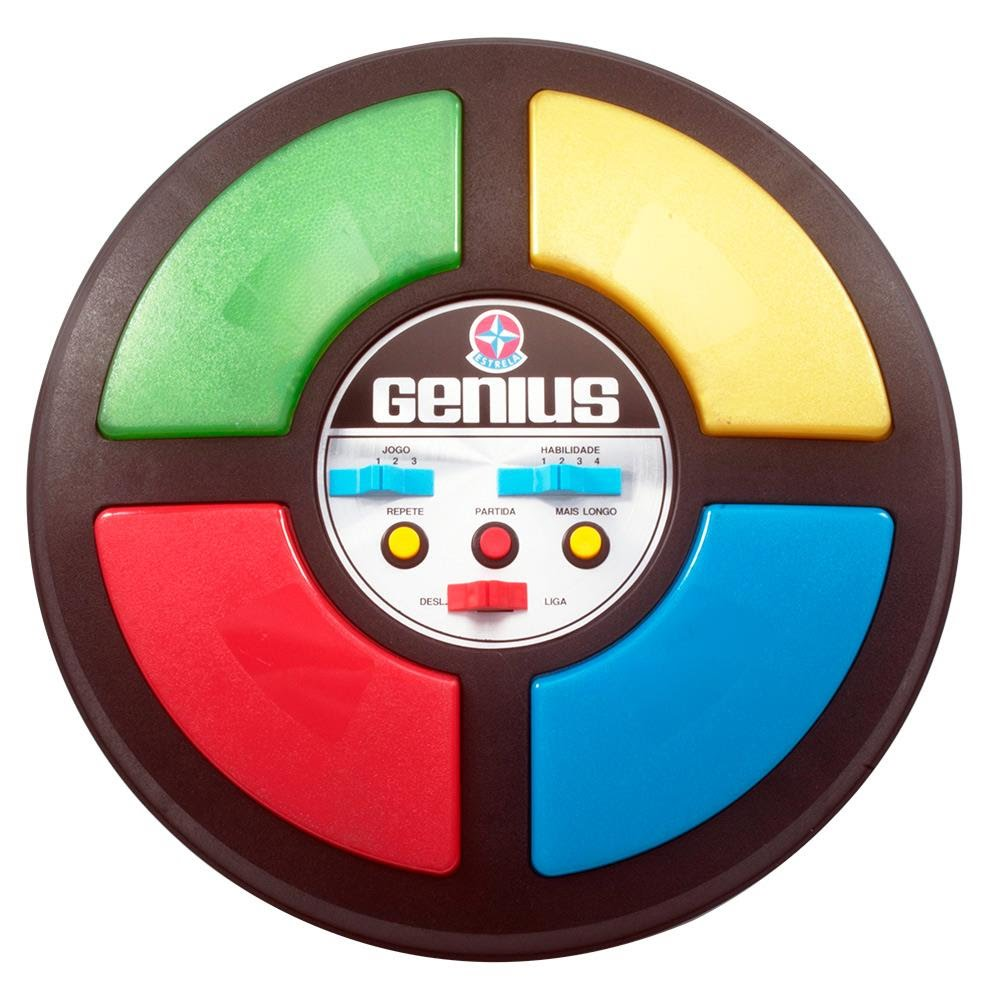 ESTRELA
GENIUS
JOGO
1 2 3
HABILIDADE
1 2 3 4
REPETE
PARTIDA
MAIS LONGO
DESL.
LIGA